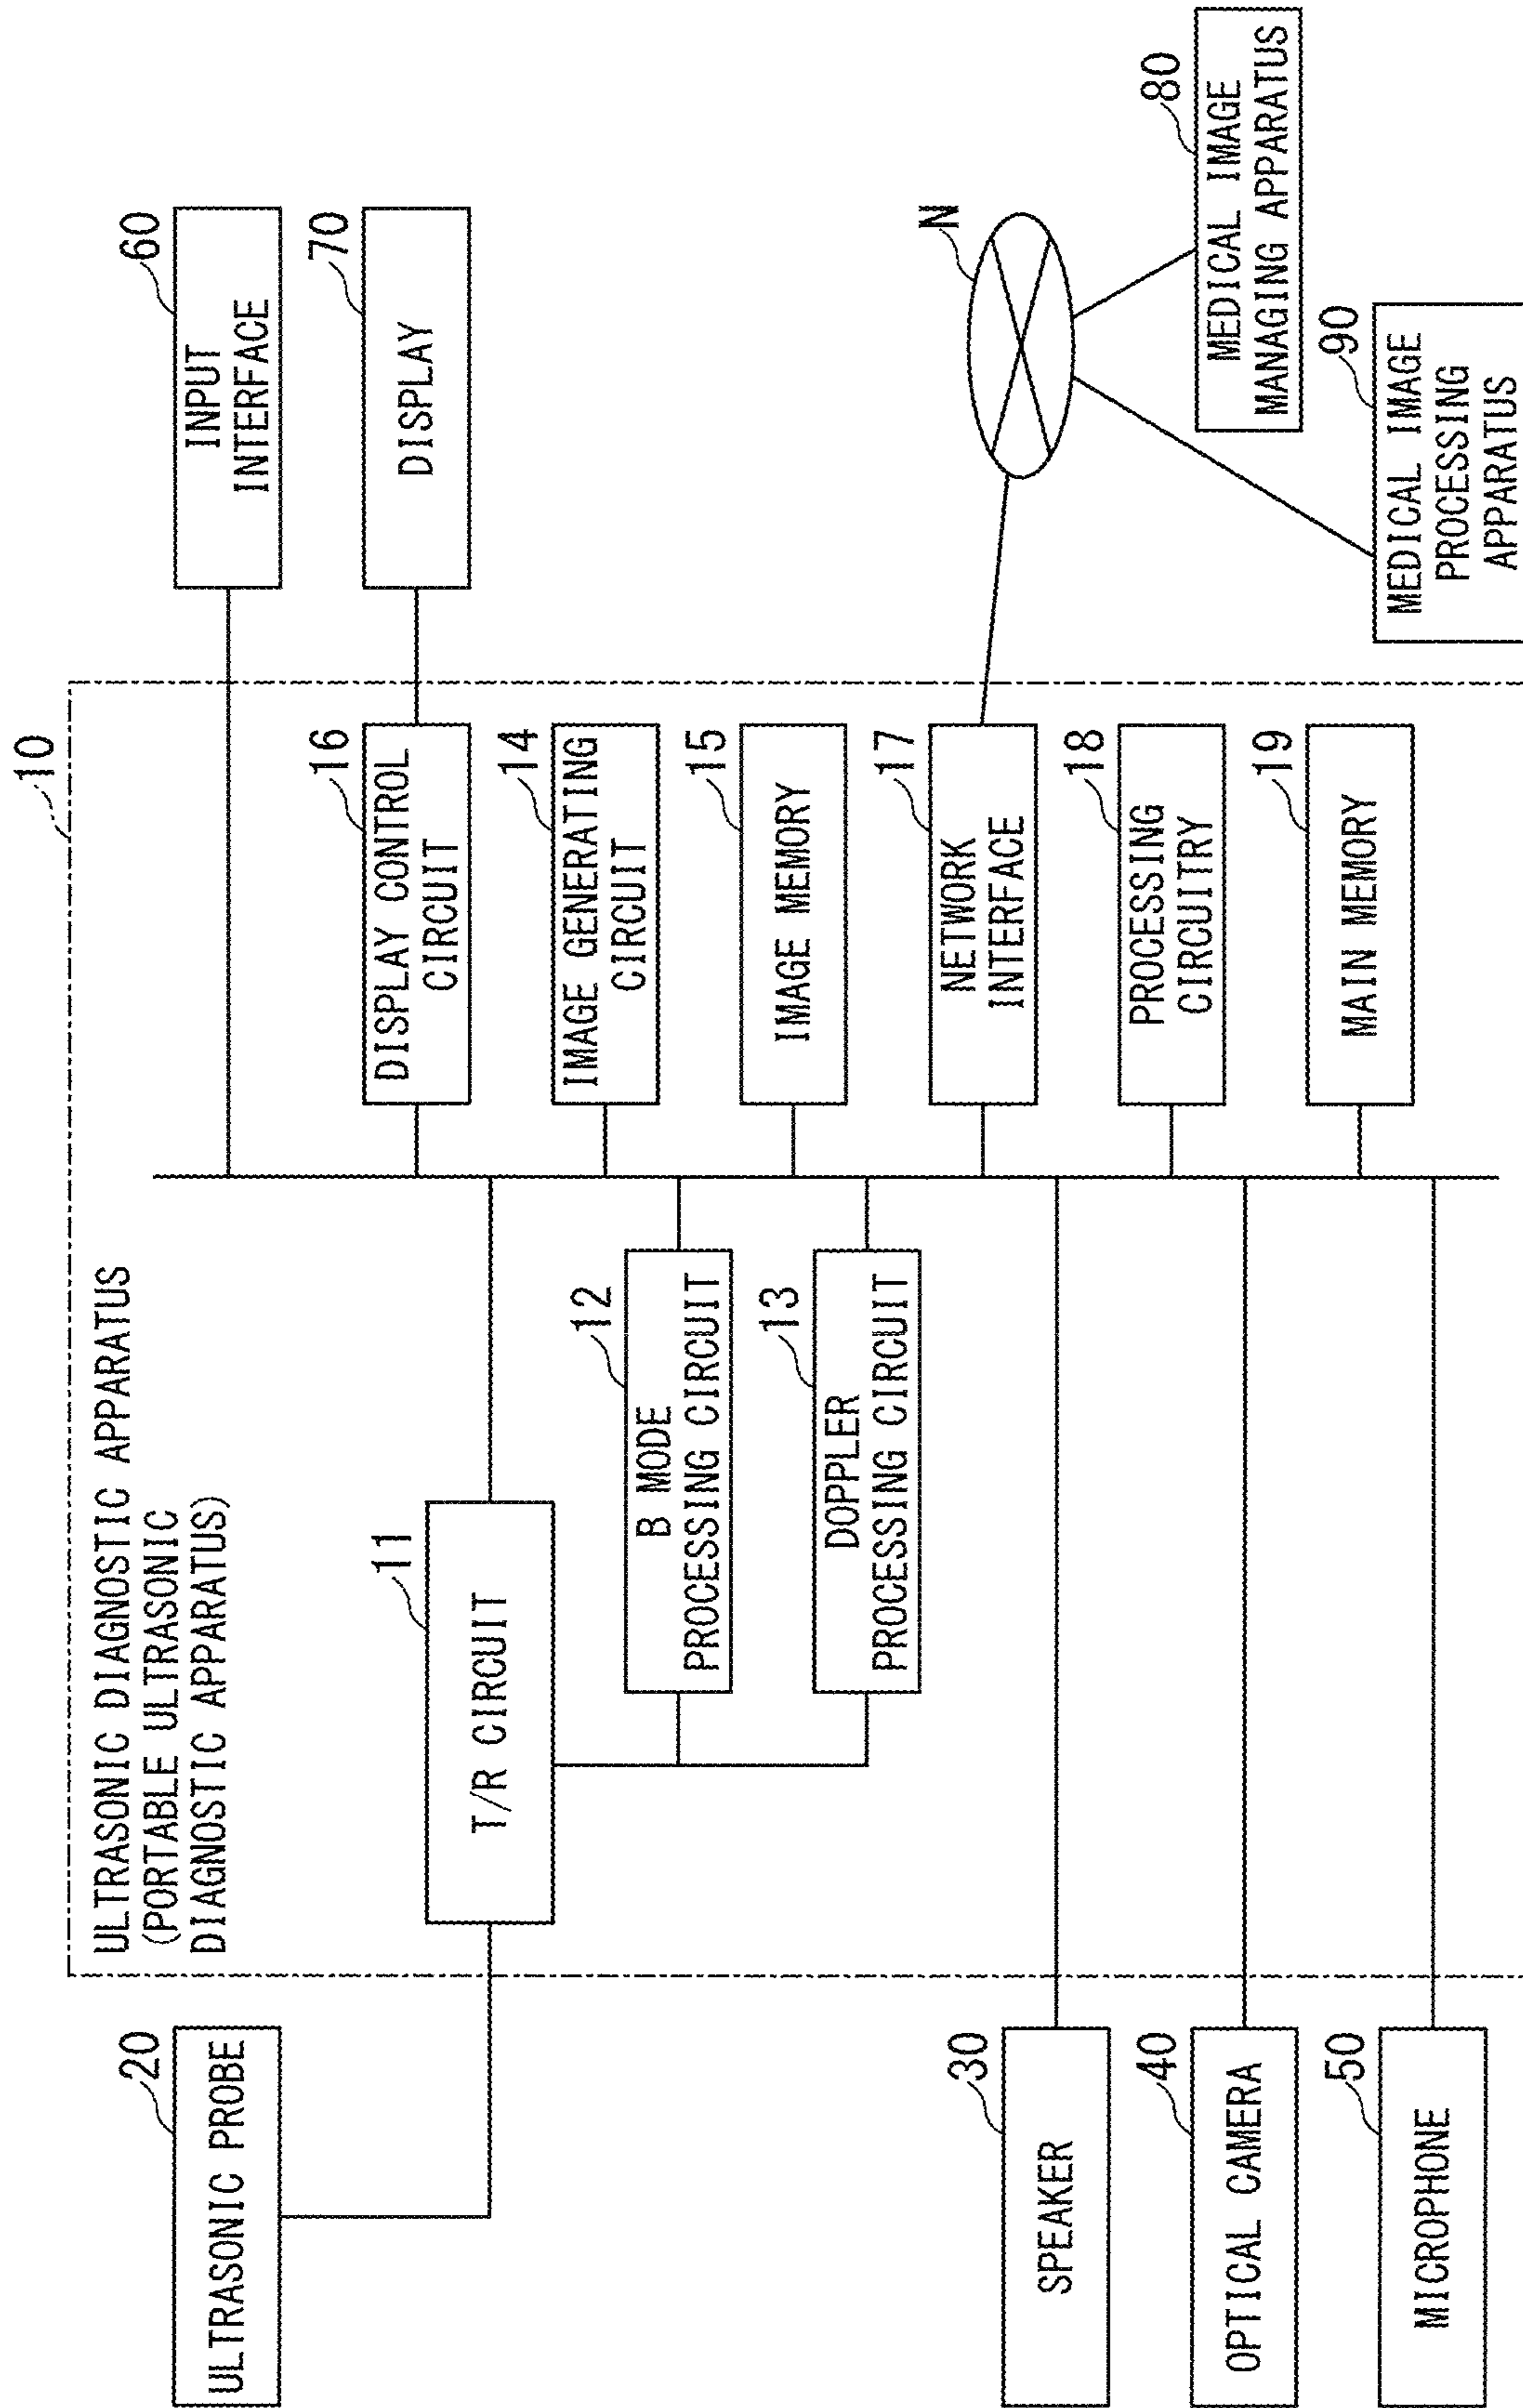 10
ULTRASONIC DIAGNOSTIC APPARATUS
(PORTABLE ULTRASONIC
DIAGNOSTIC APPARATUS)
20
ULTRASONIC PROBE
11
T/R CIRCUIT
12
B MODE
PROCESSING CIRCUIT
13
DOPPLER
PROCESSING CIRCUIT
30
SPEAKER
40
OPTICAL CAMERA
50
MICROPHONE
16
DISPLAY CONTROL
CIRCUIT
14
IMAGE GENERATING
CIRCUIT
15
IMAGE MEMORY
17
NETWORK
INTERFACE
18
PROCESSING
CIRCUITRY
19
MAIN MEMORY
60
INPUT
INTERFACE
70
DISPLAY
N
80
MEDICAL IMAGE
MANAGING APPARATUS
90
MEDICAL IMAGE
PROCESSING
APPARATUS